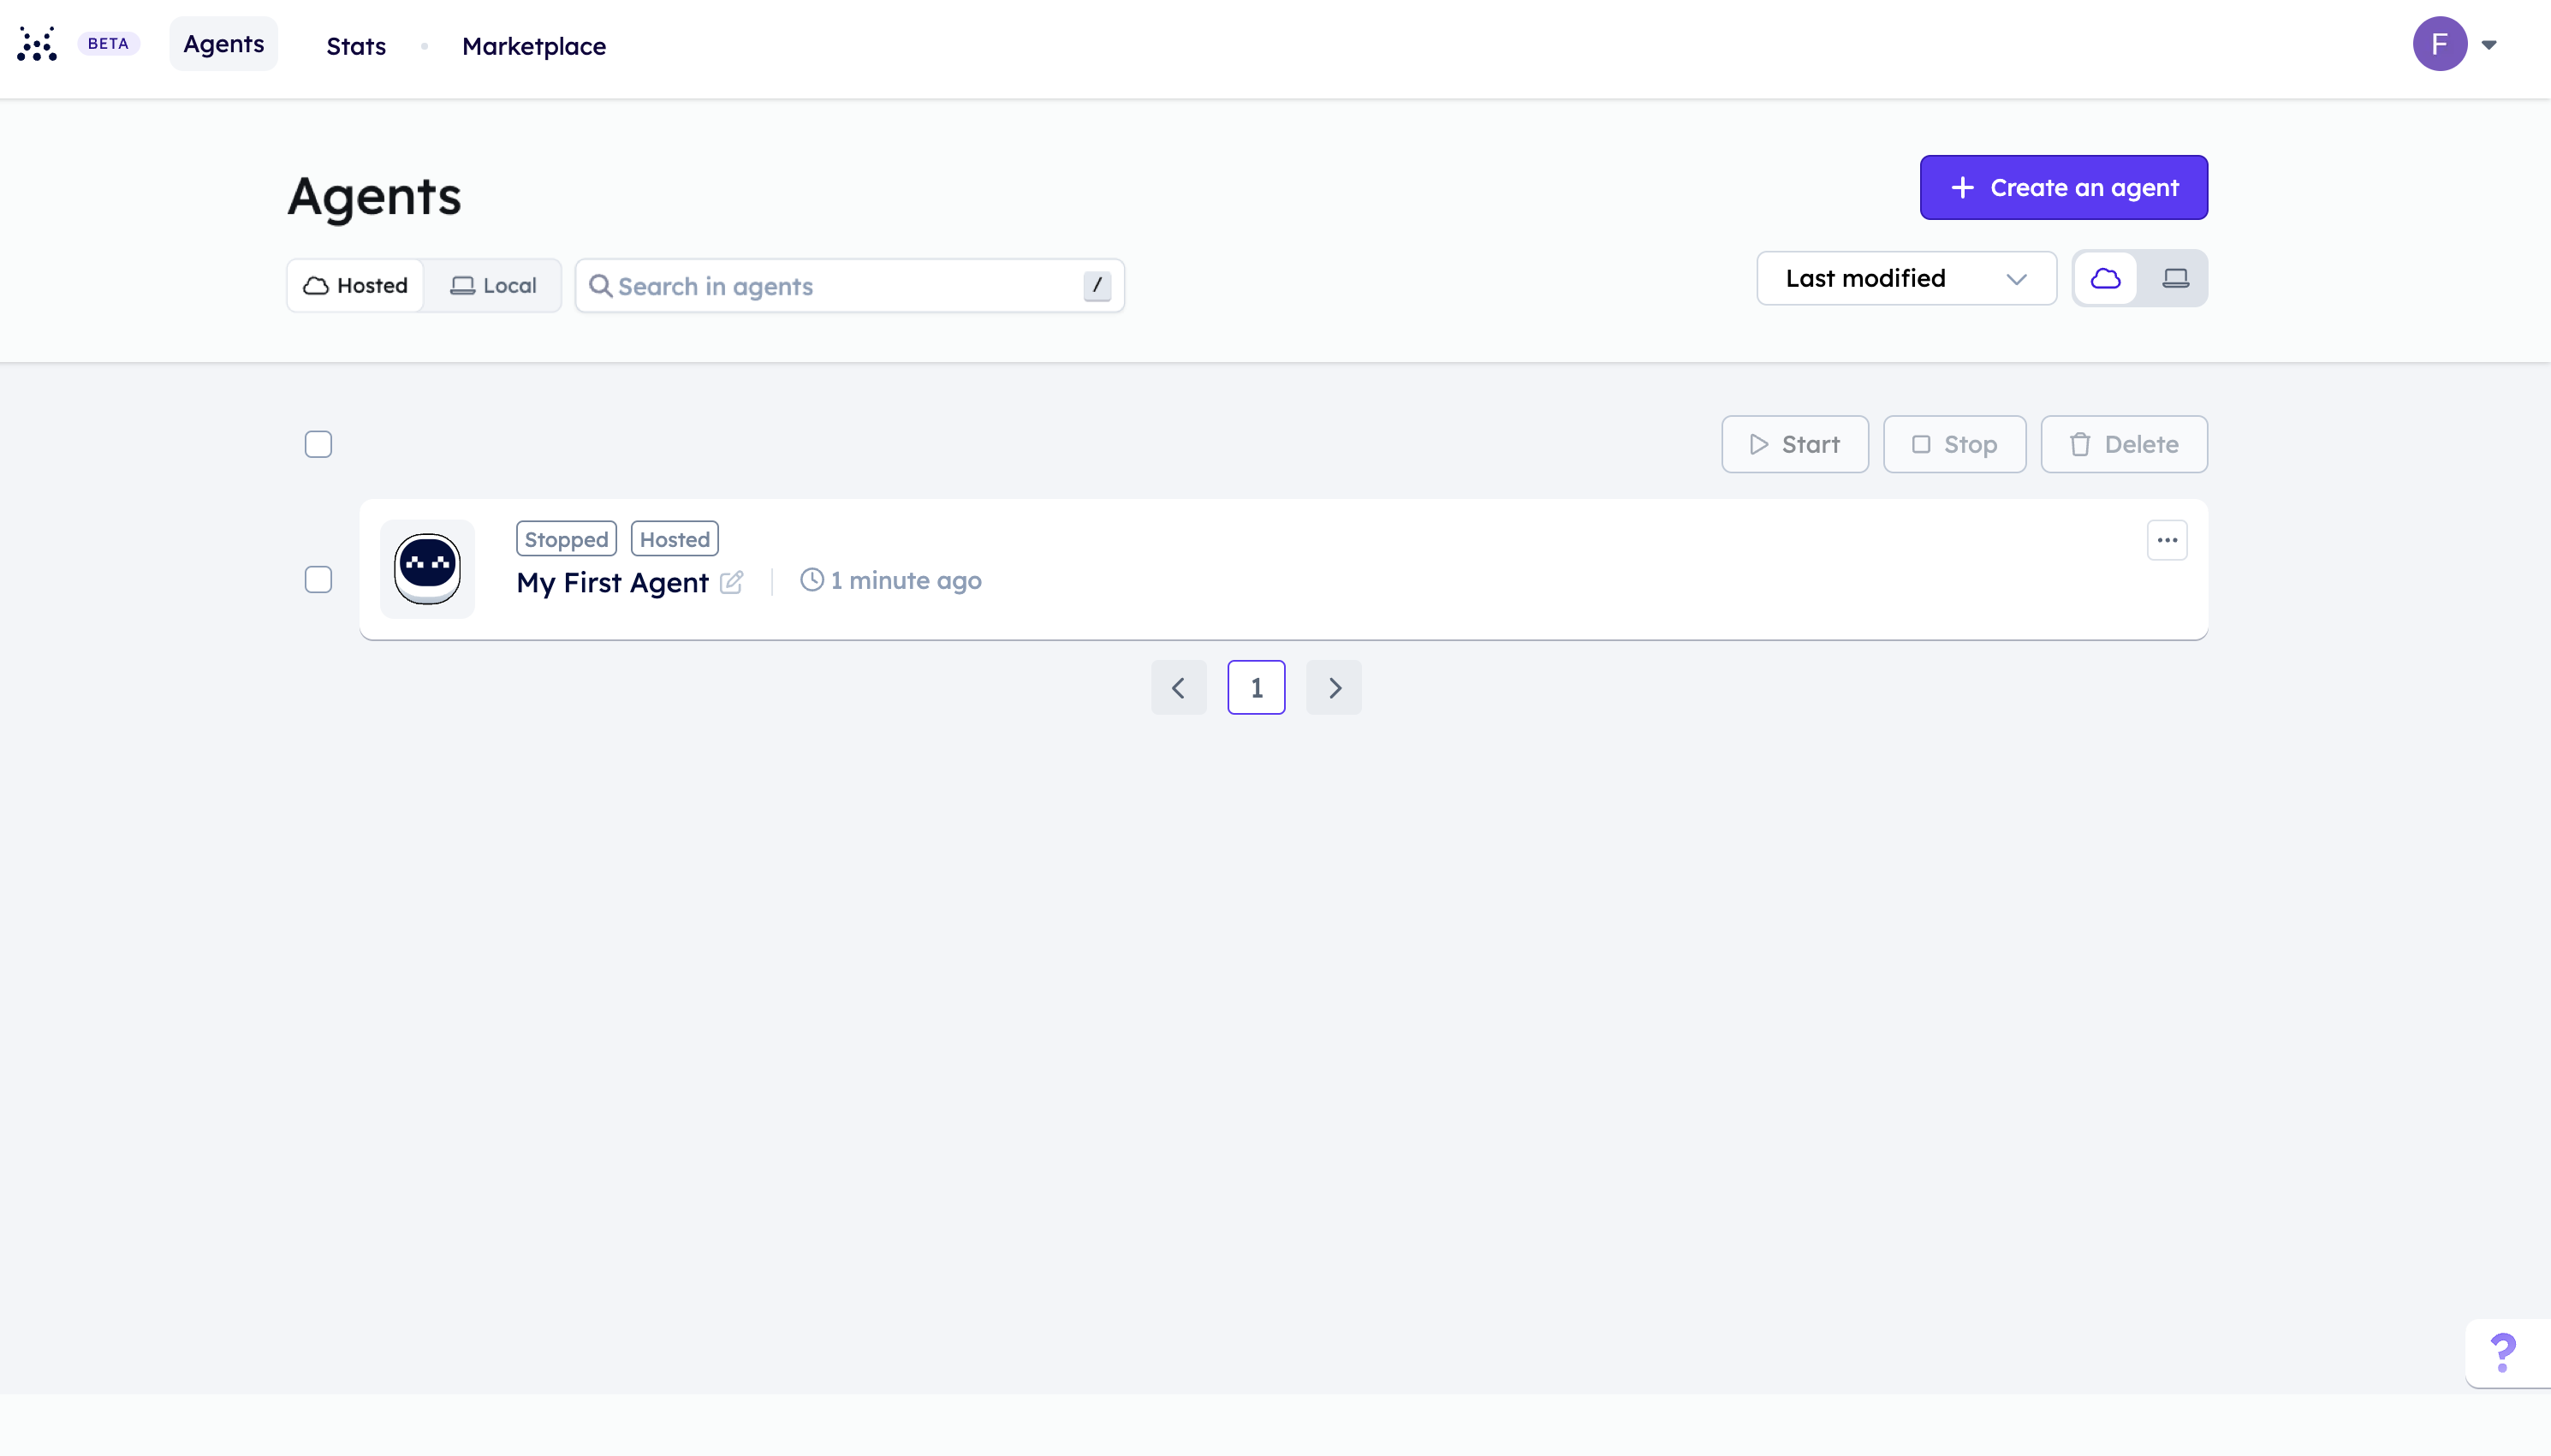 BETA
Agents
Stats
Marketplace
F
Agents
Create an agent
Hosted
Local
Search in agents
/
Last modified
Start
Stop
Delete
Stopped
Hosted
My First Agent
1 minute ago
1
?